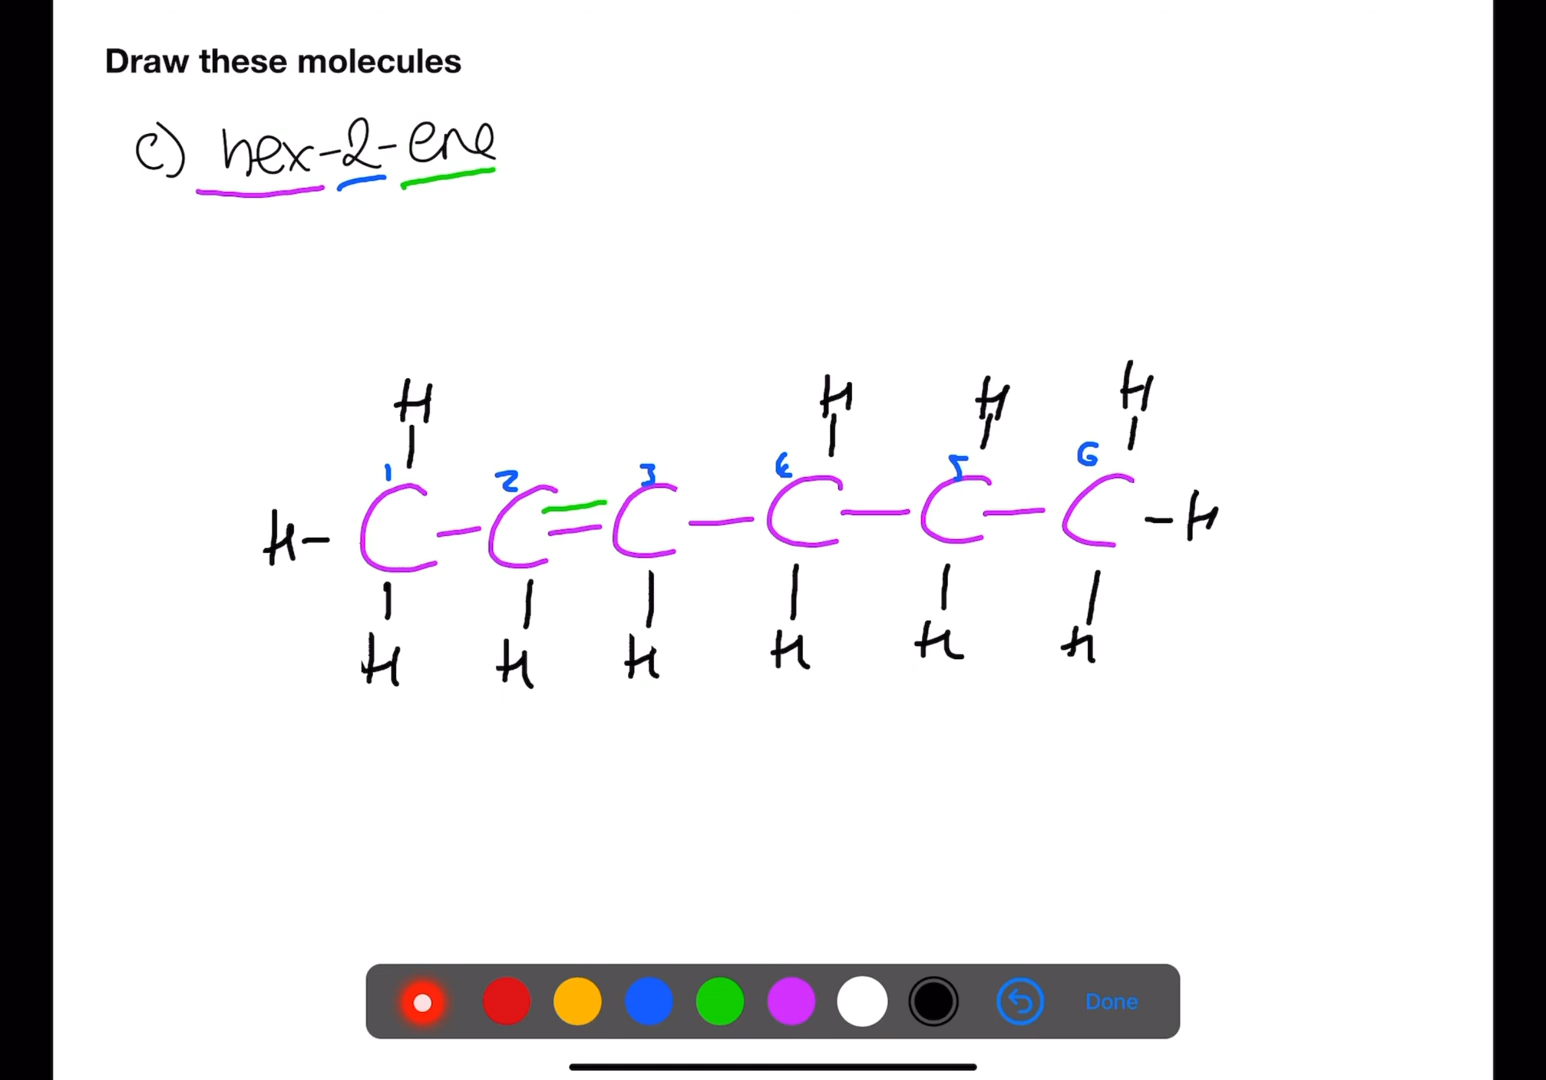 Draw these molecules
c) hex-2-ene
H H H H
1 2 3 4 5 6
H- C - C = C - C - C - C - H
H H H H H H
Done